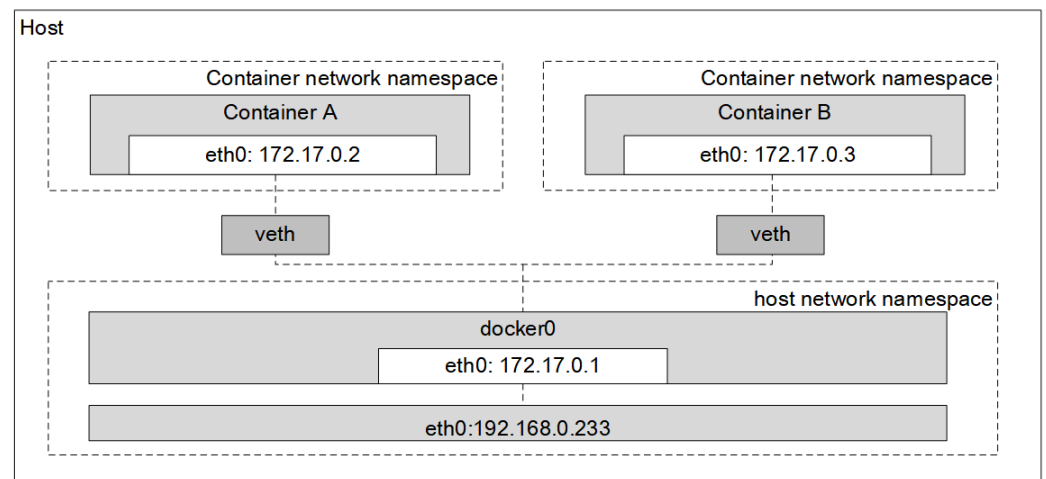 Host
Container network namespace
Container A
eth0: 172.17.0.2
Container network namespace
Container B
eth0: 172.17.0.3
veth
veth
host network namespace
docker0
eth0: 172.17.0.1
eth0:192.168.0.233